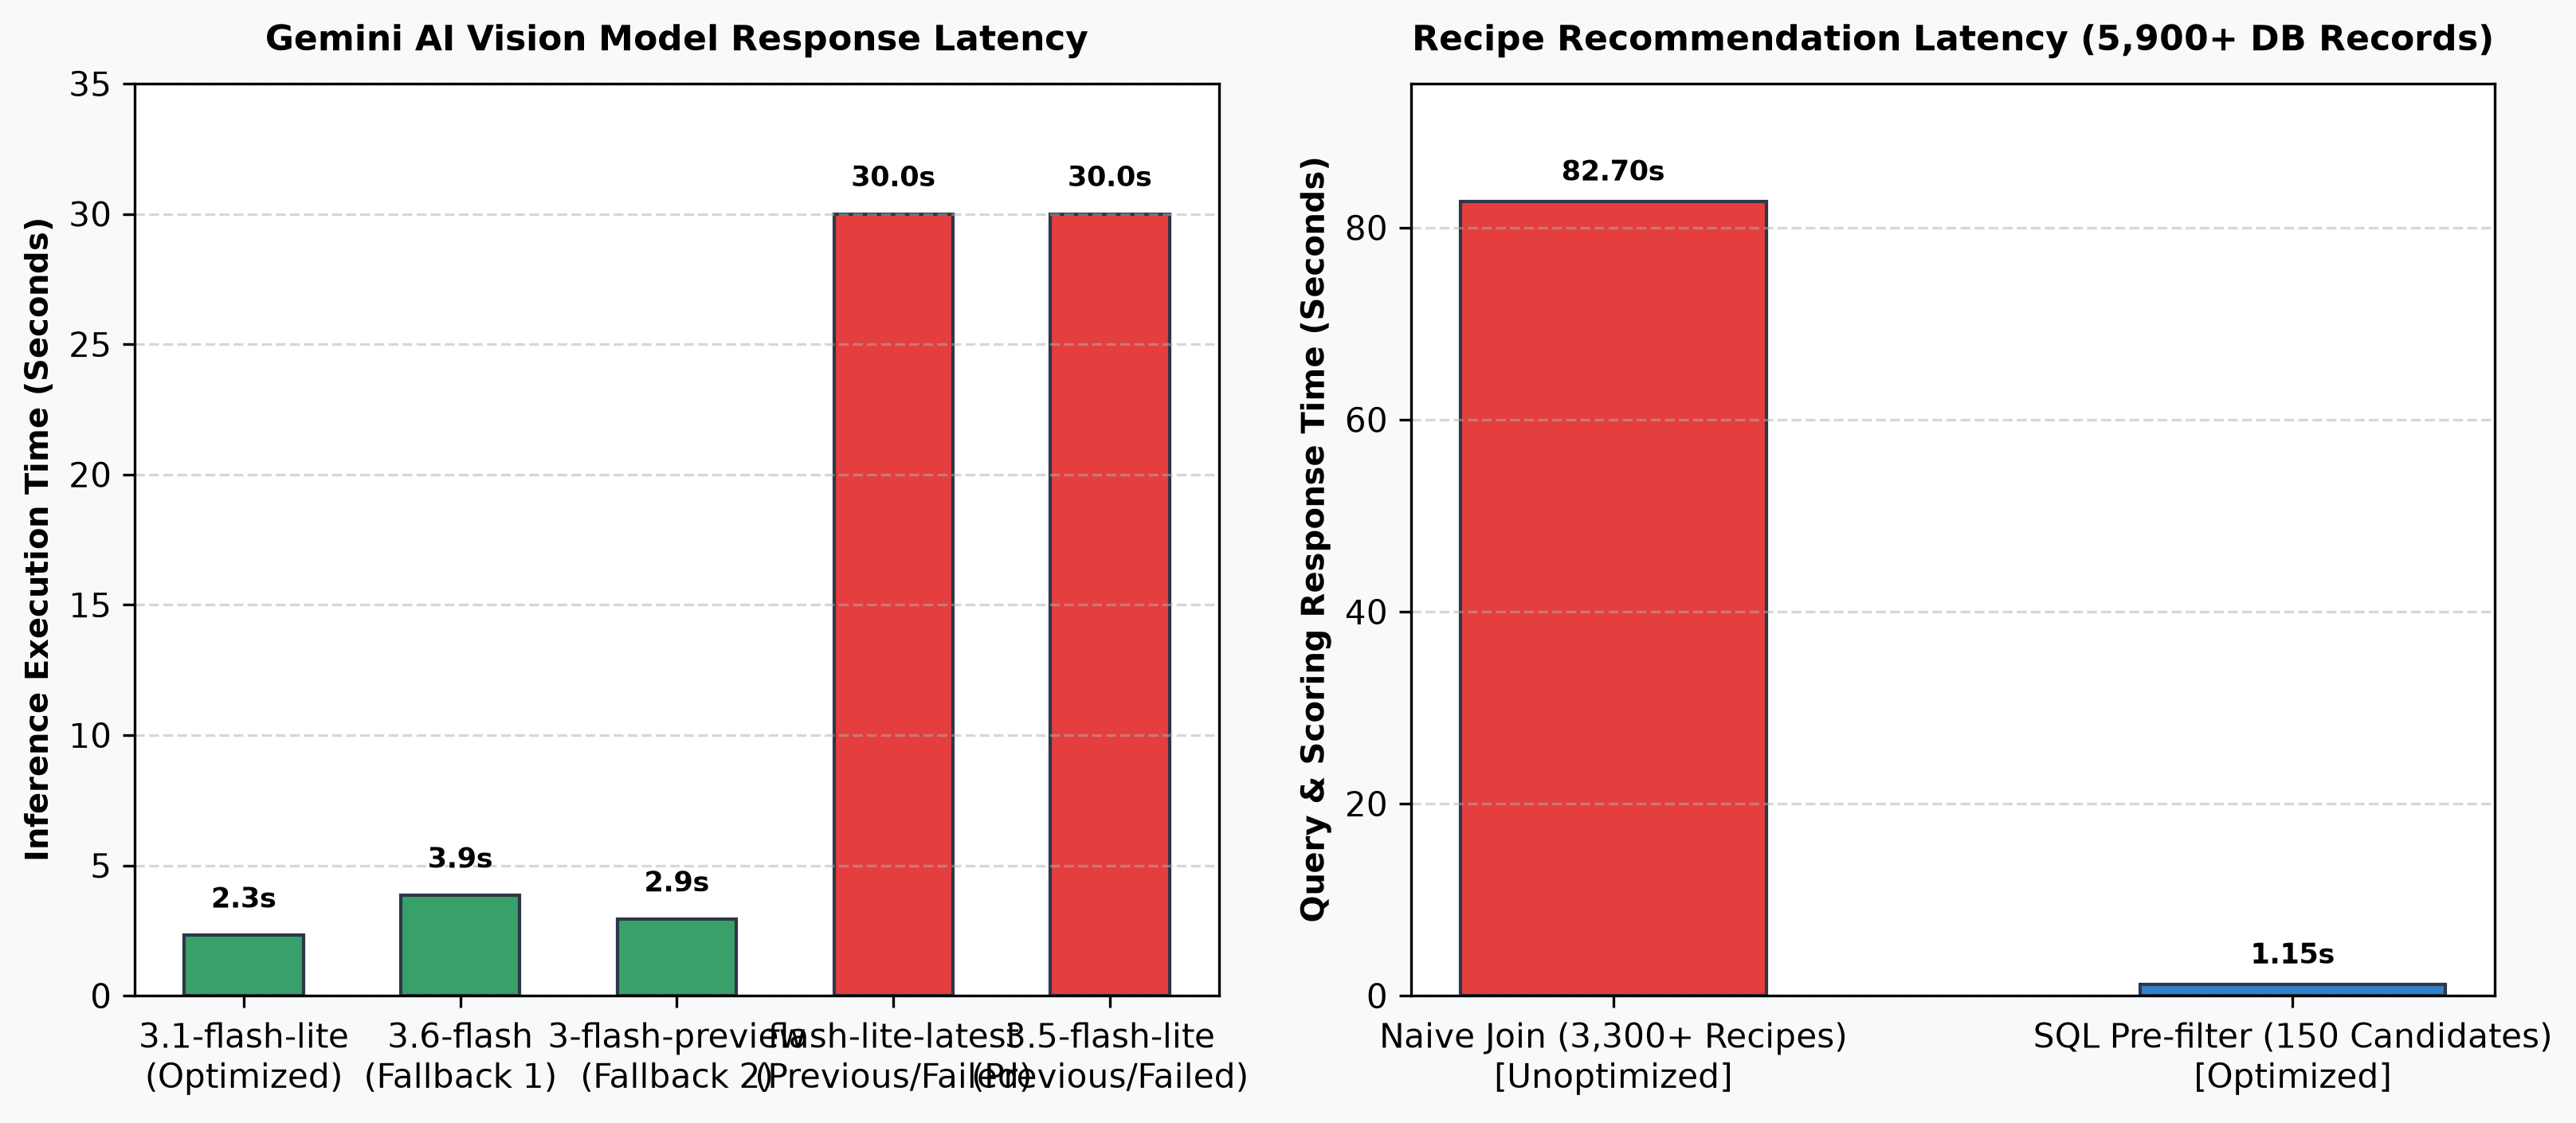 Gemini AI Vision Model Response Latency
Inference Execution Time (Seconds)
35
30
25
20
15
10
5
0
2.3s
3.9s
2.9s
30.0s
30.0s
3.1-flash-lite
(Optimized)
3.6-flash
(Fallback 1)
3-flash-preview
(Fallback 2)
flash-lite-latest
(Previous/Failed)
3.5-flash-lite
(Previous/Failed)
Recipe Recommendation Latency (5,900+ DB Records)
Query & Scoring Response Time (Seconds)
80
60
40
20
0
82.70s
1.15s
Naive Join (3,300+ Recipes)
[Unoptimized]
SQL Pre-filter (150 Candidates)
[Optimized]